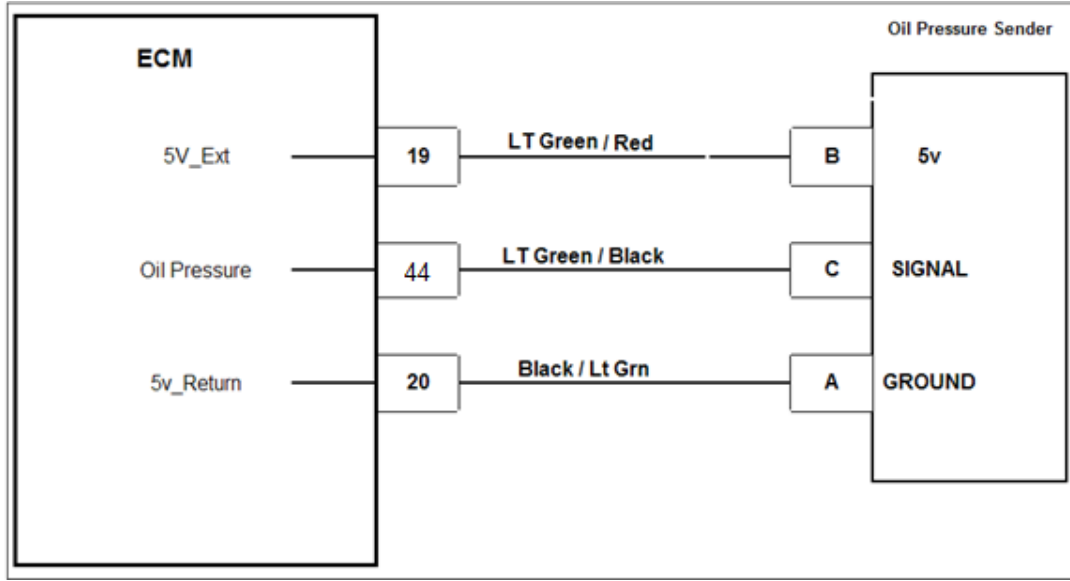 Oil Pressure Sender
ECM
5V_Ext
19
LT Green / Red
B
5v
Oil Pressure
44
LT Green / Black
C
SIGNAL
5v_Return
20
Black / Lt Grn
A
GROUND